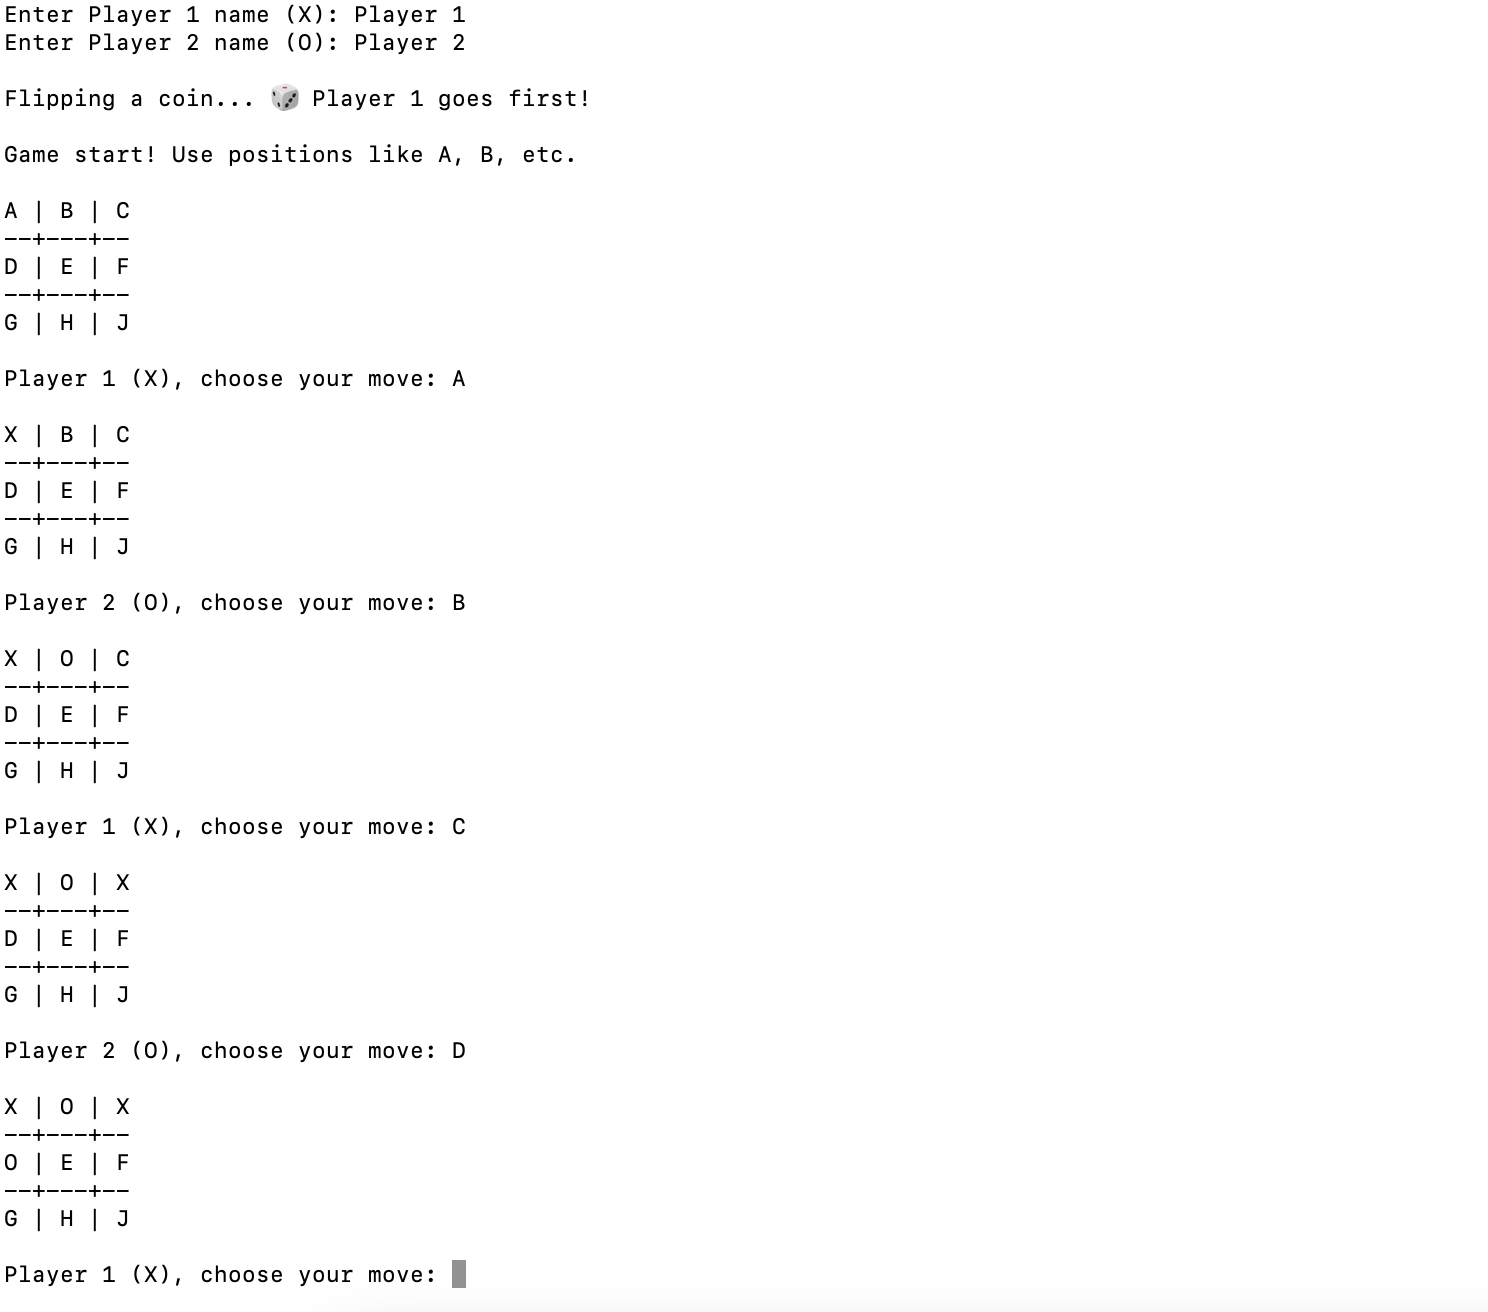 Enter Player 1 name (X): Player 1
Enter Player 2 name (O): Player 2
Flipping a coin... 🎲 Player 1 goes first!
Game start! Use positions like A, B, etc.
A | B | C
--+---+--
D | E | F
--+---+--
G | H | J
Player 1 (X), choose your move: A
X | B | C
--+---+--
D | E | F
--+---+--
G | H | J
Player 2 (O), choose your move: B
X | O | C
--+---+--
D | E | F
--+---+--
G | H | J
Player 1 (X), choose your move: C
X | O | X
--+---+--
D | E | F
--+---+--
G | H | J
Player 2 (O), choose your move: D
X | O | X
--+---+--
O | E | F
--+---+--
G | H | J
Player 1 (X), choose your move: